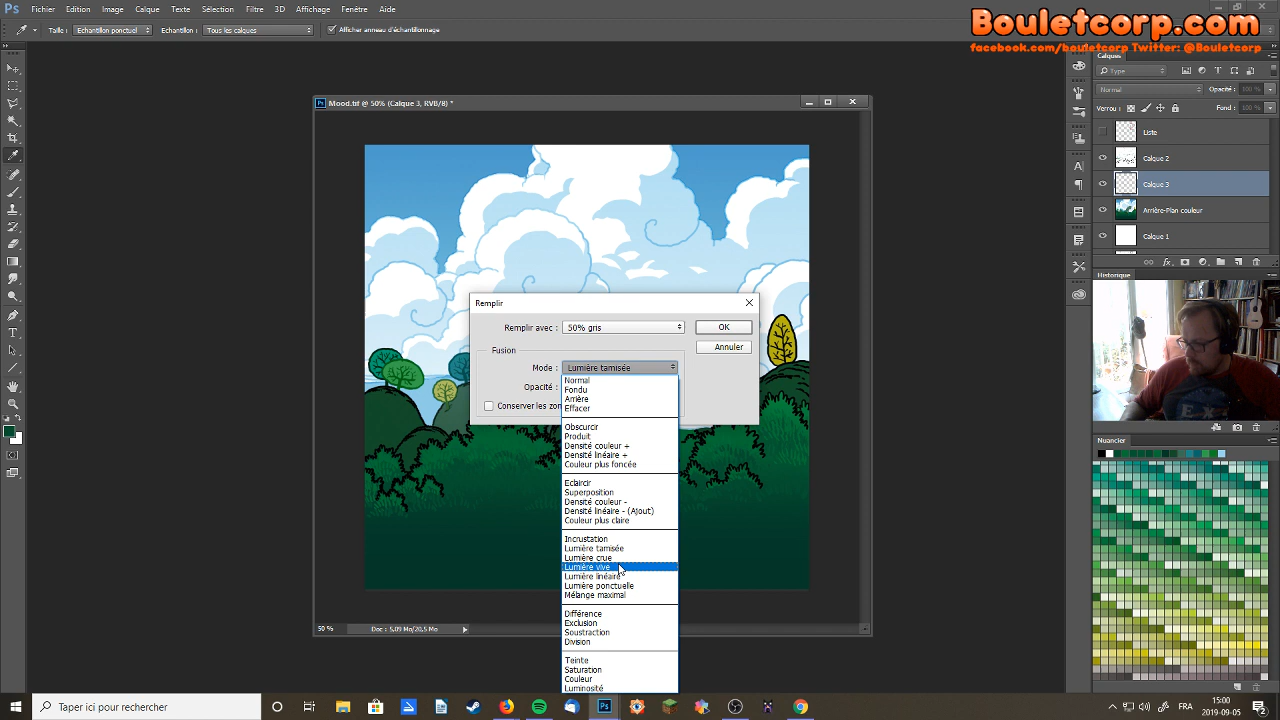 Ps Fichier Edition Image Calque Texte Sélection Filtre 3D Affichage Fenêtre Aide
Taille : Echantillon ponctuel Echantillon : Tous les calques Afficher anneau d'échantillonnage
Bouletcorp.com
facebook.com/bouletcorp Twitter: @Bouletcorp
Calques
Type
Normal Opacité : 100 %
Verrou : Fond : 100 %
Liste
Calque 2
Calque 3
Arrière-Plan couleur
Calque 1
Historique
Nuancier
Mood.tif @ 50% (Calque 3, RVB/8) *
Remplir
Remplir avec : 50% gris OK
Annuler
Fusion
Mode : Lumière tamisée
Opacité :
Conserver les zon
Normal
Fondu
Arrière
Effacer
Obscurcir
Produit
Densité couleur +
Densité linéaire +
Couleur plus foncée
Eclaircir
Superposition
Densité couleur -
Densité linéaire - (Ajout)
Couleur plus claire
Incrustation
Lumière tamisée
Lumière crue
Lumière vive
Lumière linéaire
Lumière ponctuelle
Mélange maximal
Différence
Exclusion
Soustraction
Division
Teinte
Saturation
Couleur
Luminosité
50 % Doc : 5,09 Mo/20,5 Mo
Taper ici pour rechercher
FRA
15:00
2019-09-05